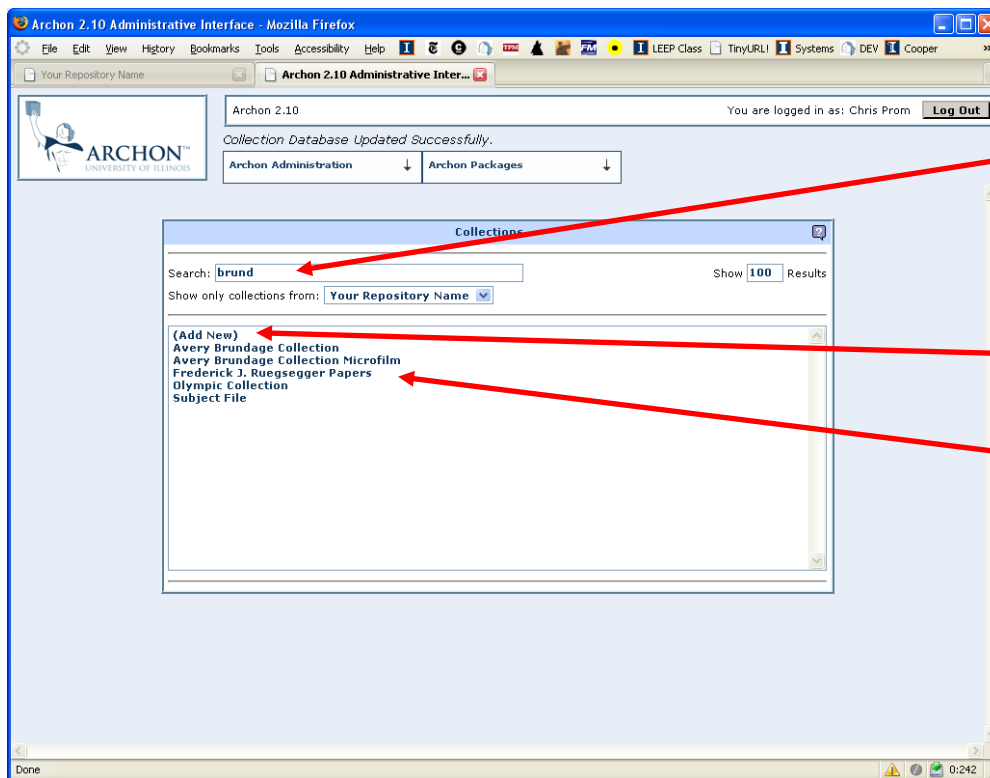 Archon 2.10 Administrative Interface - Mozilla Firefox
File Edit View History Bookmarks Tools Accessibility Help TPM FM LEEP Class TinyURL! Systems DEV Cooper »
Your Repository Name Archon 2.10 Administrative Inter...
ARCHON™
UNIVERSITY OF ILLINOIS
Archon 2.10 You are logged in as: Chris Prom Log Out
Collection Database Updated Successfully.
Archon Administration ↓ Archon Packages ↓
Collections
Search: brund Show 100 Results
Show only collections from: Your Repository Name
(Add New)
Avery Brundage Collection
Avery Brundage Collection Microfilm
Frederick J. Ruegsegger Papers
Olympic Collection
Subject File
Done 0:242